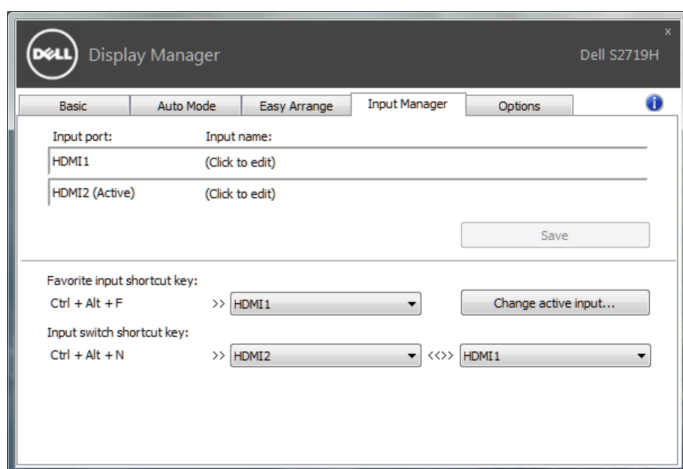 DELL Display Manager
x
Dell S2719H
Basic Auto Mode Easy Arrange Input Manager Options i
Input port: Input name:
HDMI1 (Click to edit)
HDMI2 (Active) (Click to edit)
Save
Favorite input shortcut key:
Ctrl + Alt + F >> HDMI1 Change active input...
Input switch shortcut key:
Ctrl + Alt + N >> HDMI2 <<>> HDMI1